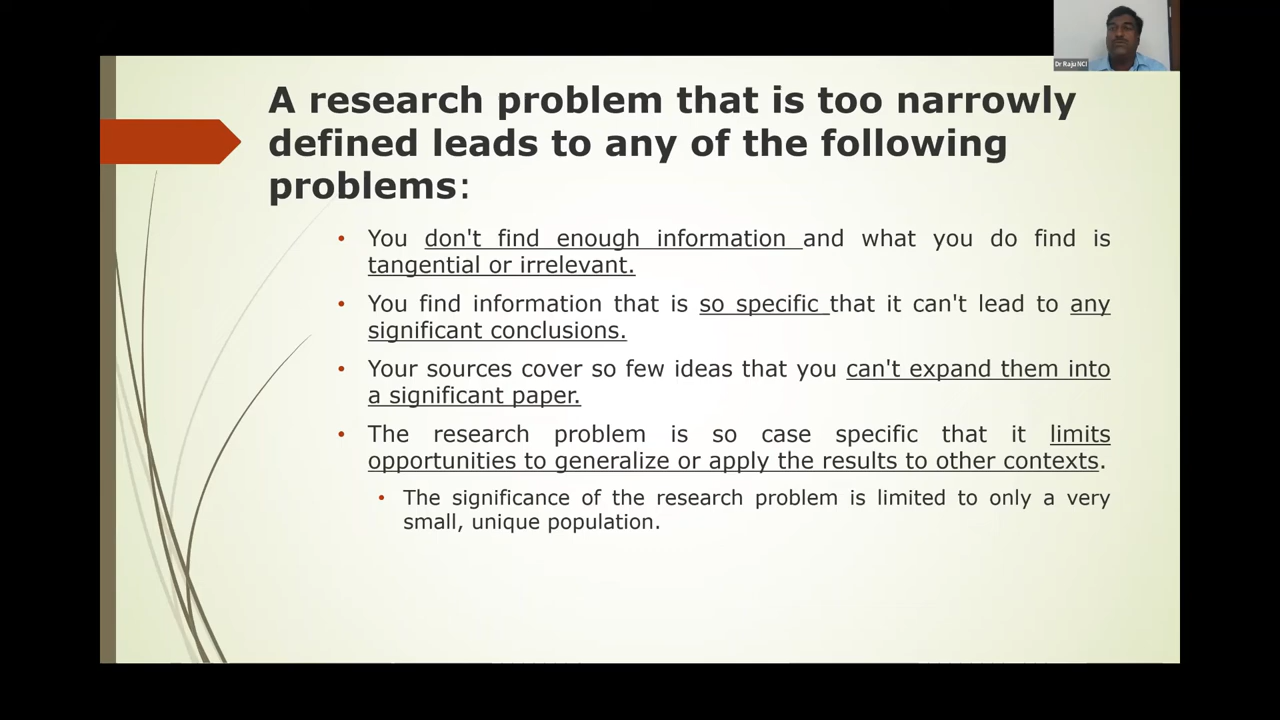 Dr Raju NCI
A research problem that is too narrowly
defined leads to any of the following
problems:
• You don't find enough information and what you do find is
tangential or irrelevant.
• You find information that is so specific that it can't lead to any
significant conclusions.
• Your sources cover so few ideas that you can't expand them into
a significant paper.
• The research problem is so case specific that it limits
opportunities to generalize or apply the results to other contexts.
• The significance of the research problem is limited to only a very
small, unique population.